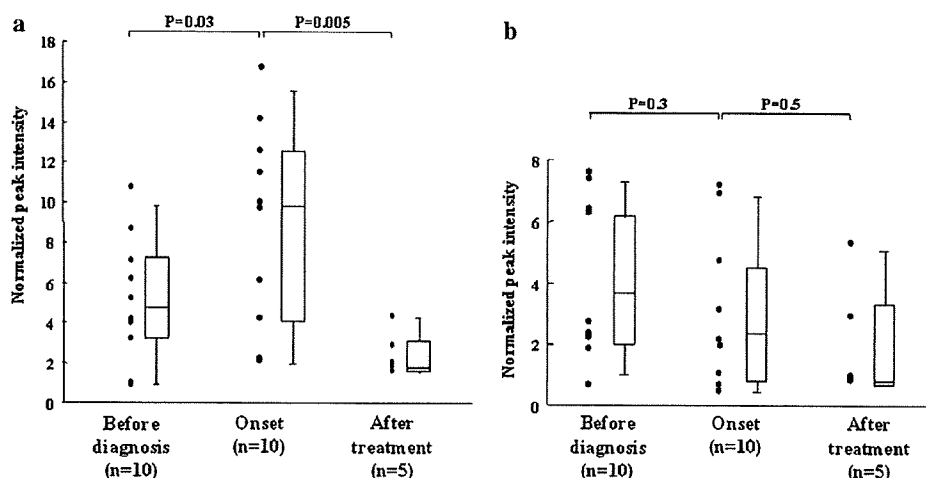 a
P=0.03
P=0.005
Normalized peak intensity
18
16
14
12
10
8
6
4
2
0
Before
diagnosis
(n=10)
Onset
(n=10)
After
treatment
(n=5)
b
P=0.3
P=0.5
Normalized peak intensity
8
6
4
2
0
Before
diagnosis
(n=10)
Onset
(n=10)
After
treatment
(n=5)